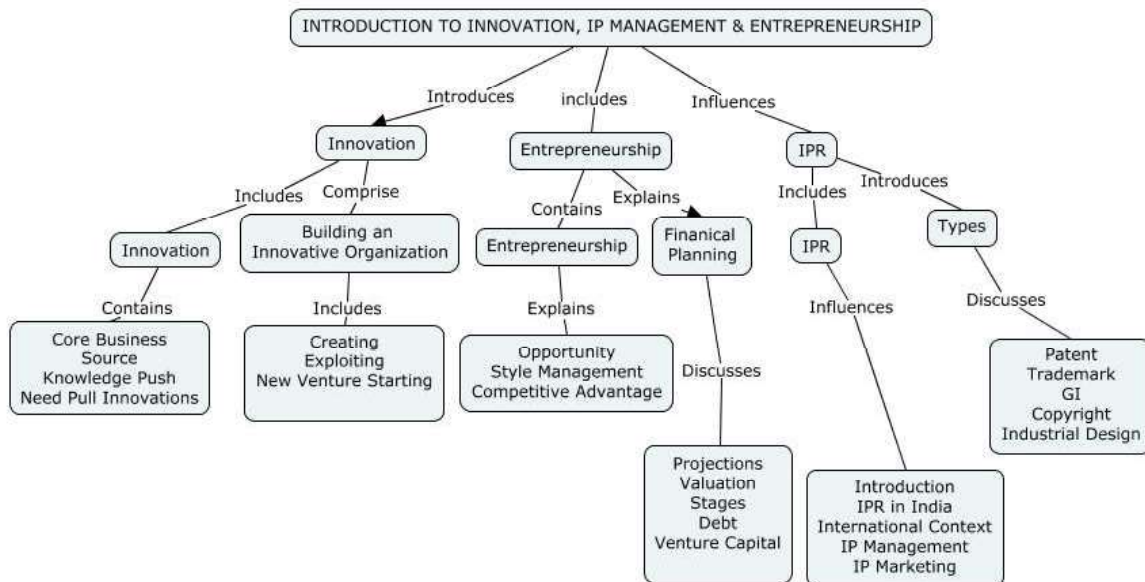 INTRODUCTION TO INNOVATION, IP MANAGEMENT & ENTREPRENEURSHIP
Introduces
includes
Influences
Innovation
Entrepreneurship
IPR
Includes
Comprise
Contains
Explains
Includes
Introduces
Innovation
Building an
Innovative Organization
Entrepreneurship
Finanical
Planning
IPR
Types
Contains
Includes
Explains
Discusses
Influences
Discusses
Core Business
Source
Knowledge Push
Need Pull Innovations
Creating
Exploiting
New Venture Starting
Opportunity
Style Management
Competitive Advantage
Projections
Valuation
Stages
Debt
Venture Capital
Introduction
IPR in India
International Context
IP Management
IP Marketing
Patent
Trademark
GI
Copyright
Industrial Design